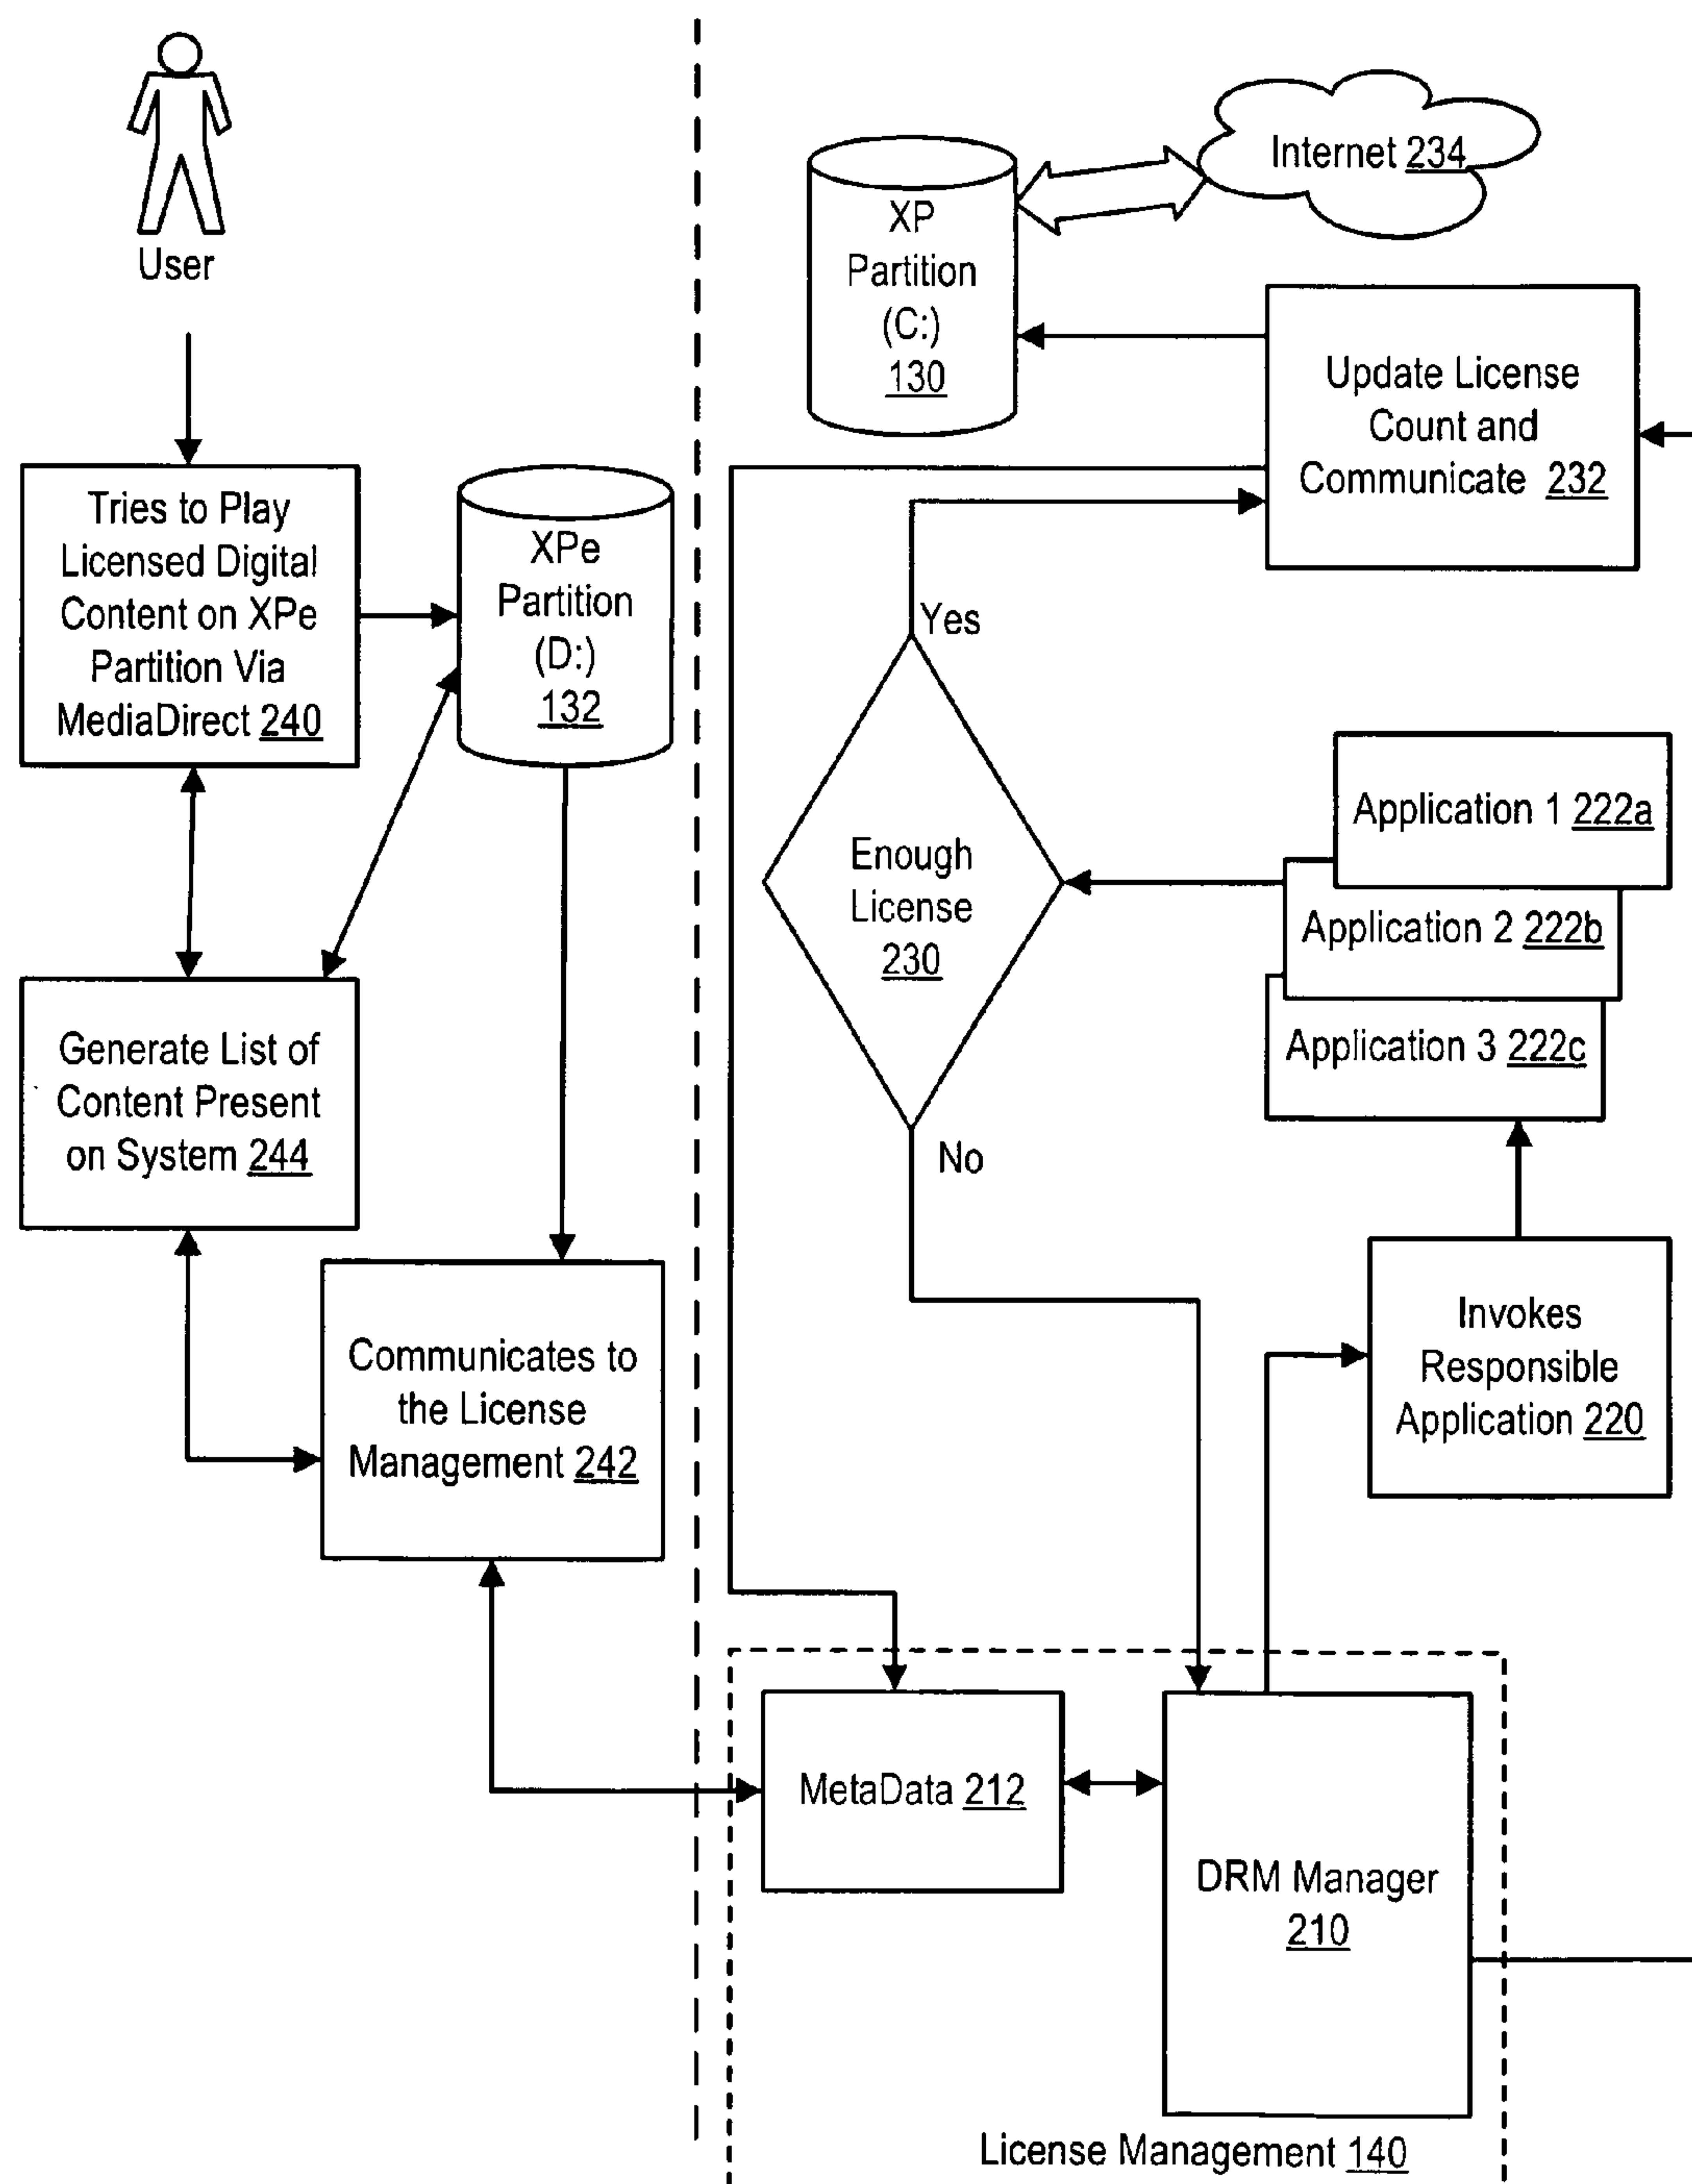 User
Tries to Play
Licensed Digital
Content on XPe
Partition Via
MediaDirect 240
XPe
Partition
(D:)
132
Generate List of
Content Present
on System 244
Communicates to
the License
Management 242
XP
Partition
(C:)
130
Internet 234
Update License
Count and
Communicate 232
Yes
Enough
License
230
No
Application 1 222a
Application 2 222b
Application 3 222c
Invokes
Responsible
Application 220
MetaData 212
DRM Manager
210
License Management 140